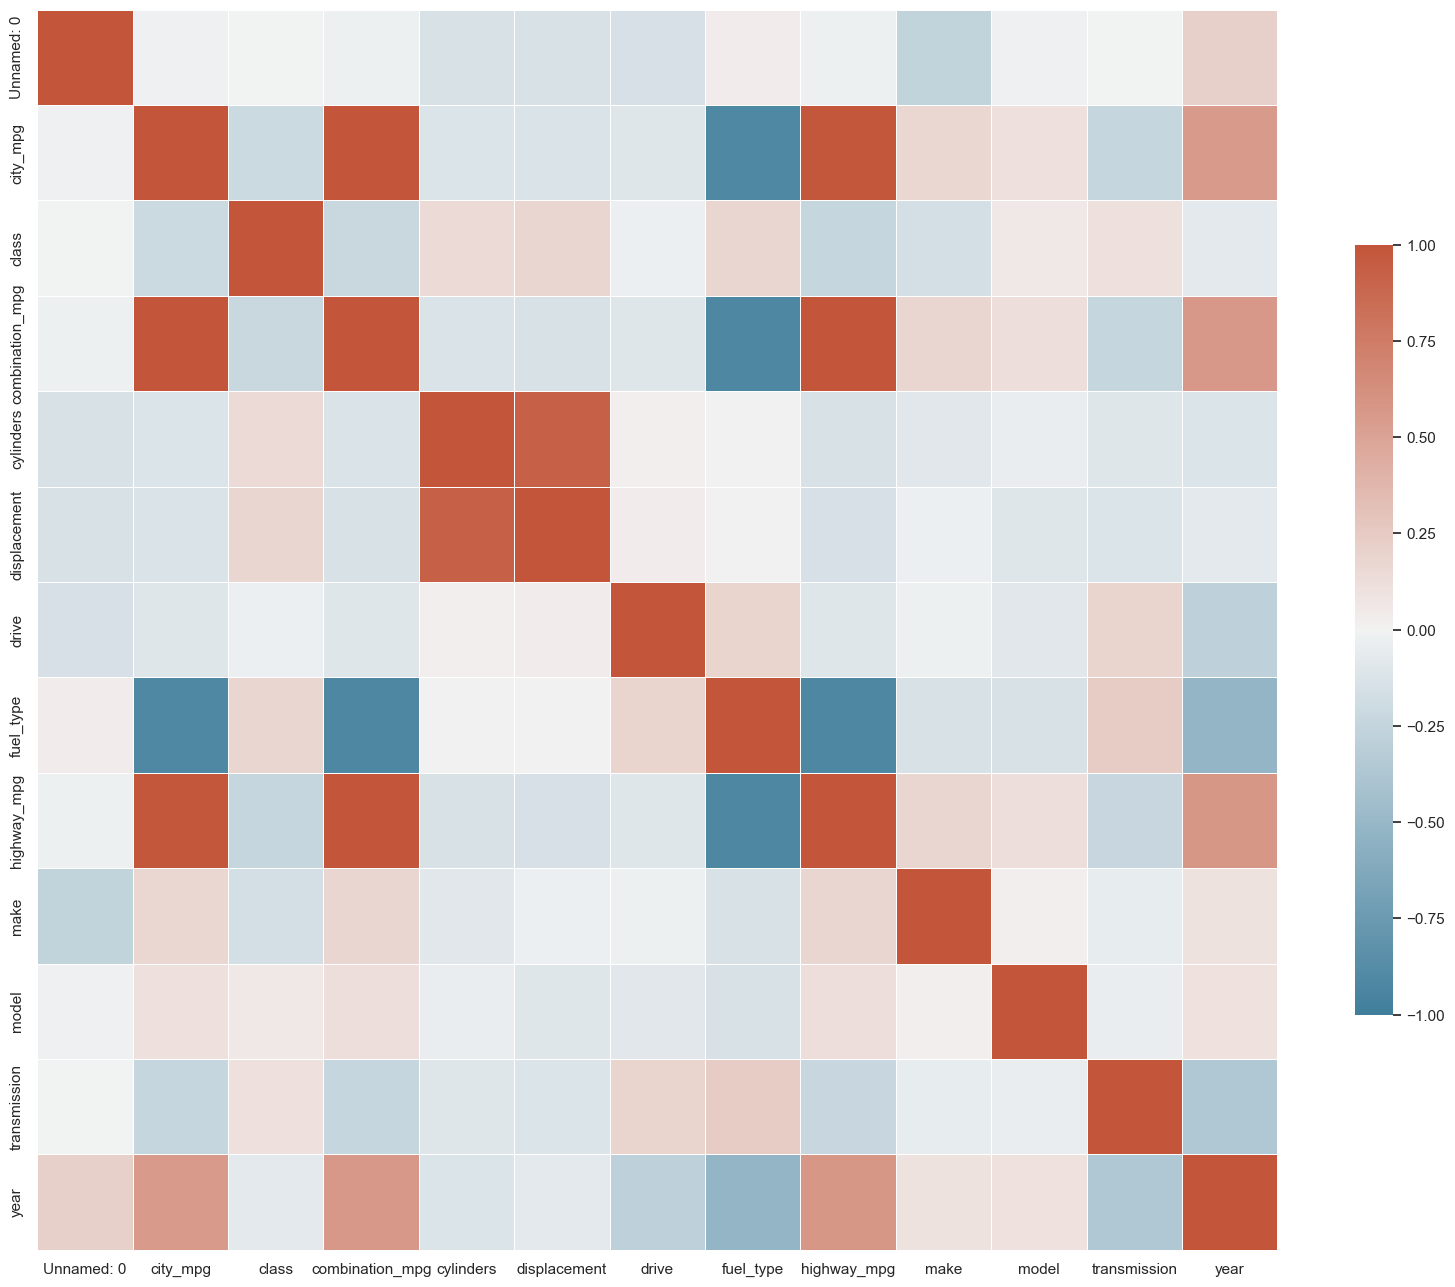 Unnamed: 0
city_mpg
class
combination_mpg
cylinders
displacement
drive
fuel_type
highway_mpg
make
model
transmission
year
Unnamed: 0 city_mpg class combination_mpg cylinders displacement drive fuel_type highway_mpg make model transmission year
1.00
0.75
0.50
0.25
0.00
−0.25
−0.50
−0.75
−1.00